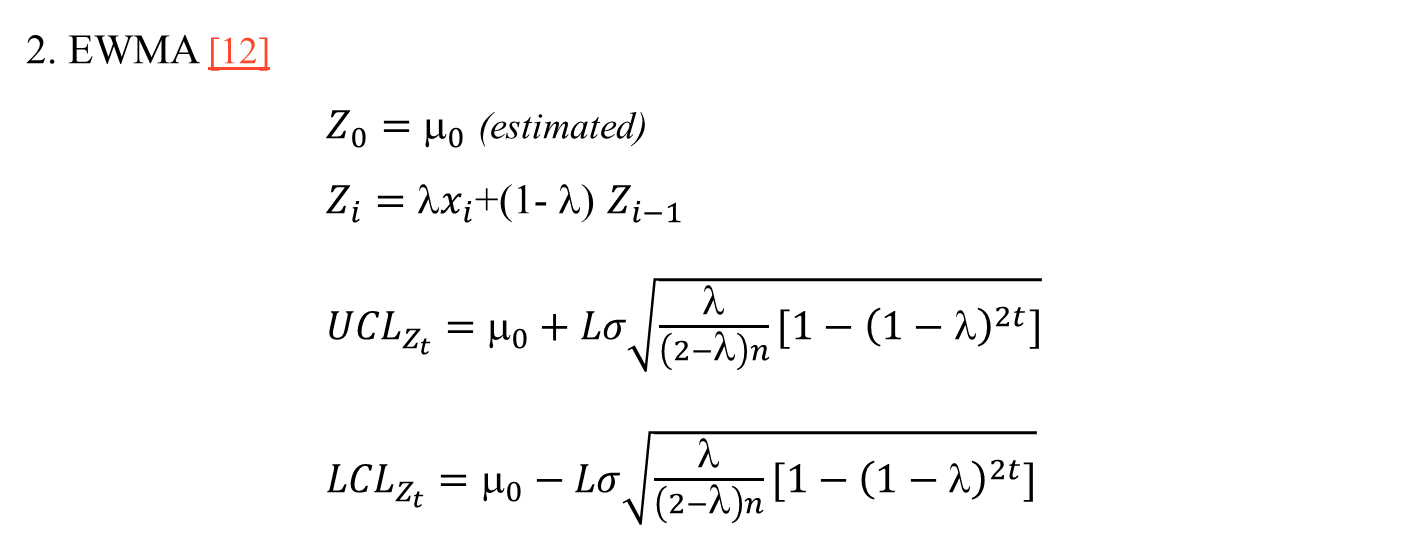 2. EWMA [12]
Z₀ = μ₀ (estimated)
Zᵢ = λxᵢ+(1- λ) Zᵢ₋₁
UCL_{Z_t} = μ₀ + Lσ√(λ/((2−λ)n) [1 − (1 − λ)^{2t}])
LCL_{Z_t} = μ₀ − Lσ√(λ/((2−λ)n) [1 − (1 − λ)^{2t}])